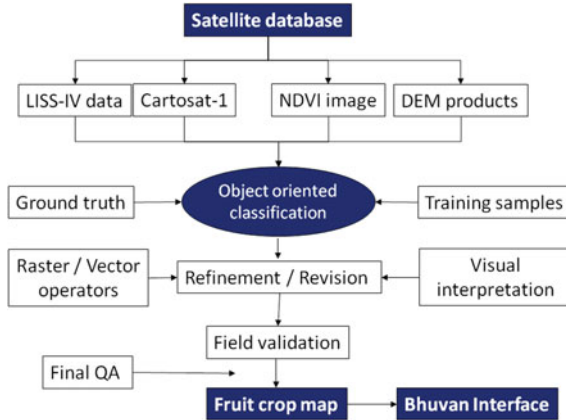 Satellite database
LISS-IV data
Cartosat-1
NDVI image
DEM products
Object oriented
classification
Ground truth
Training samples
Raster / Vector
operators
Refinement / Revision
Visual
interpretation
Field validation
Final QA
Fruit crop map
Bhuvan Interface